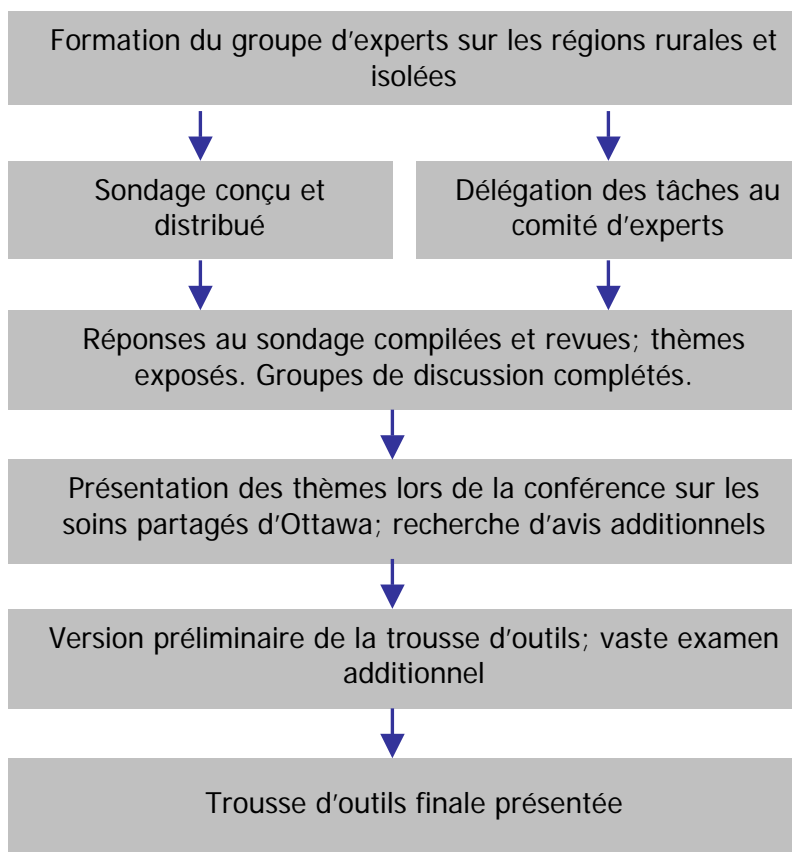 Formation du groupe d'experts sur les régions rurales et
isolées
Sondage conçu et
distribué
Délégation des tâches au
comité d'experts
Réponses au sondage compilées et revues; thèmes
exposés. Groupes de discussion complétés.
Présentation des thèmes lors de la conférence sur les
soins partagés d'Ottawa; recherche d'avis additionnels
Version préliminaire de la trousse d'outils; vaste examen
additionnel
Trousse d'outils finale présentée